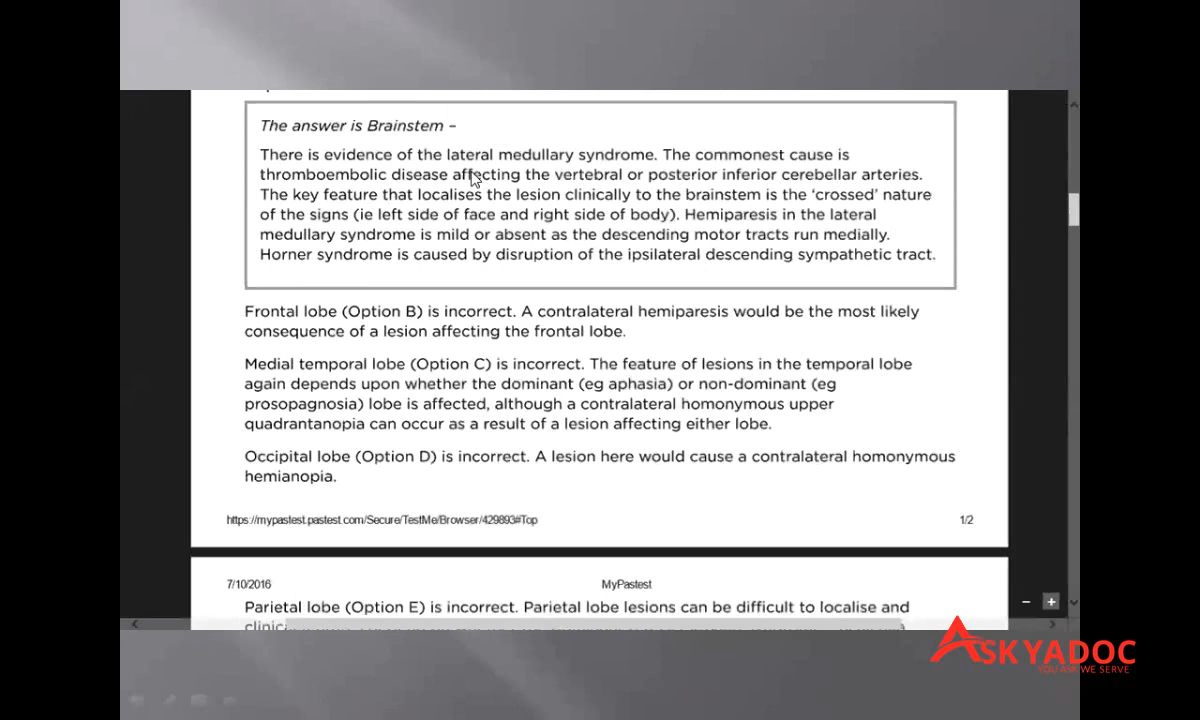 The answer is Brainstem –
There is evidence of the lateral medullary syndrome. The commonest cause is
thromboembolic disease affecting the vertebral or posterior inferior cerebellar arteries.
The key feature that localises the lesion clinically to the brainstem is the ‘crossed’ nature
of the signs (ie left side of face and right side of body). Hemiparesis in the lateral
medullary syndrome is mild or absent as the descending motor tracts run medially.
Horner syndrome is caused by disruption of the ipsilateral descending sympathetic tract.
Frontal lobe (Option B) is incorrect. A contralateral hemiparesis would be the most likely
consequence of a lesion affecting the frontal lobe.
Medial temporal lobe (Option C) is incorrect. The feature of lesions in the temporal lobe
again depends upon whether the dominant (eg aphasia) or non-dominant (eg
prosopagnosia) lobe is affected, although a contralateral homonymous upper
quadrantanopia can occur as a result of a lesion affecting either lobe.
Occipital lobe (Option D) is incorrect. A lesion here would cause a contralateral homonymous
hemianopia.
https://mypastest.pastest.com/Secure/TestMe/Browser/429893#Top 1/2
7/10/2016 MyPastest
Parietal lobe (Option E) is incorrect. Parietal lobe lesions can be difficult to localise and
ASKYADOC
YOU ASK WE SERVE